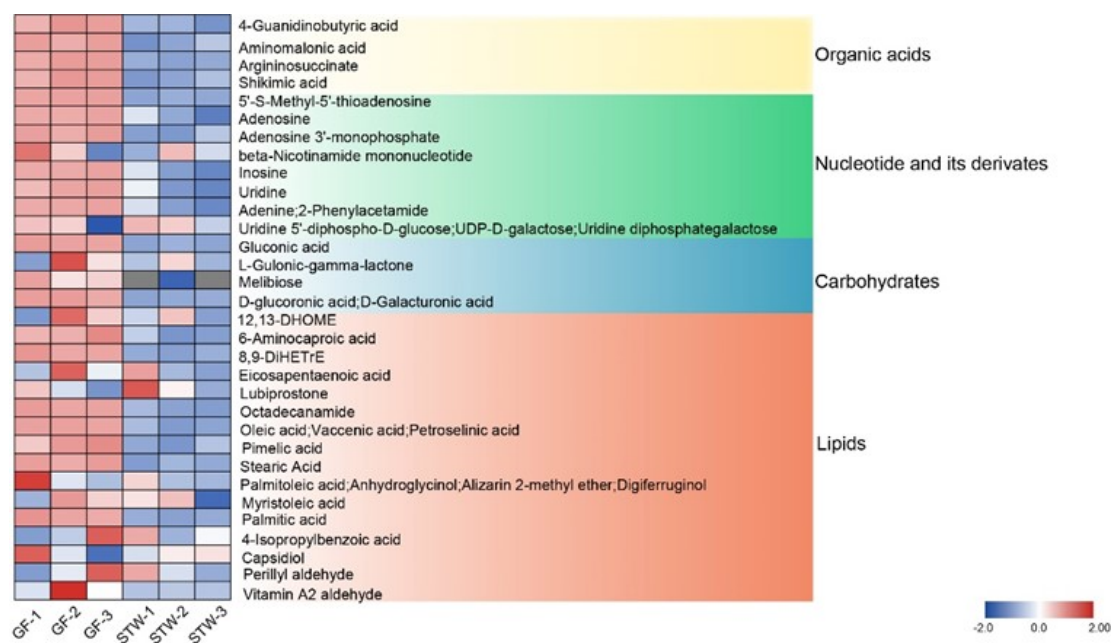 4-Guanidinobutyric acid
Aminomalonic acid
Argininosuccinate
Shikimic acid
Organic acids
5'-S-Methyl-5'-thioadenosine
Adenosine
Adenosine 3'-monophosphate
beta-Nicotinamide mononucleotide
Inosine
Uridine
Adenine;2-Phenylacetamide
Uridine 5'-diphospho-D-glucose;UDP-D-galactose;Uridine diphosphategalactose
Nucleotide and its derivates
Gluconic acid
L-Gulonic-gamma-lactone
Melibiose
D-glucoronic acid;D-Galacturonic acid
Carbohydrates
12,13-DHOME
6-Aminocaproic acid
8,9-DiHETrE
Eicosapentaenoic acid
Lubiprostone
Octadecanamide
Oleic acid;Vaccenic acid;Petroselinic acid
Pimelic acid
Stearic Acid
Palmitoleic acid;Anhydroglycinol;Alizarin 2-methyl ether;Digiferruginol
Myristoleic acid
Palmitic acid
4-Isopropylbenzoic acid
Capsidiol
Perillyl aldehyde
Vitamin A2 aldehyde
Lipids
GF-1 GF-2 GF-3 STW-1 STW-2 STW-3
-2.0 0.0 2.00